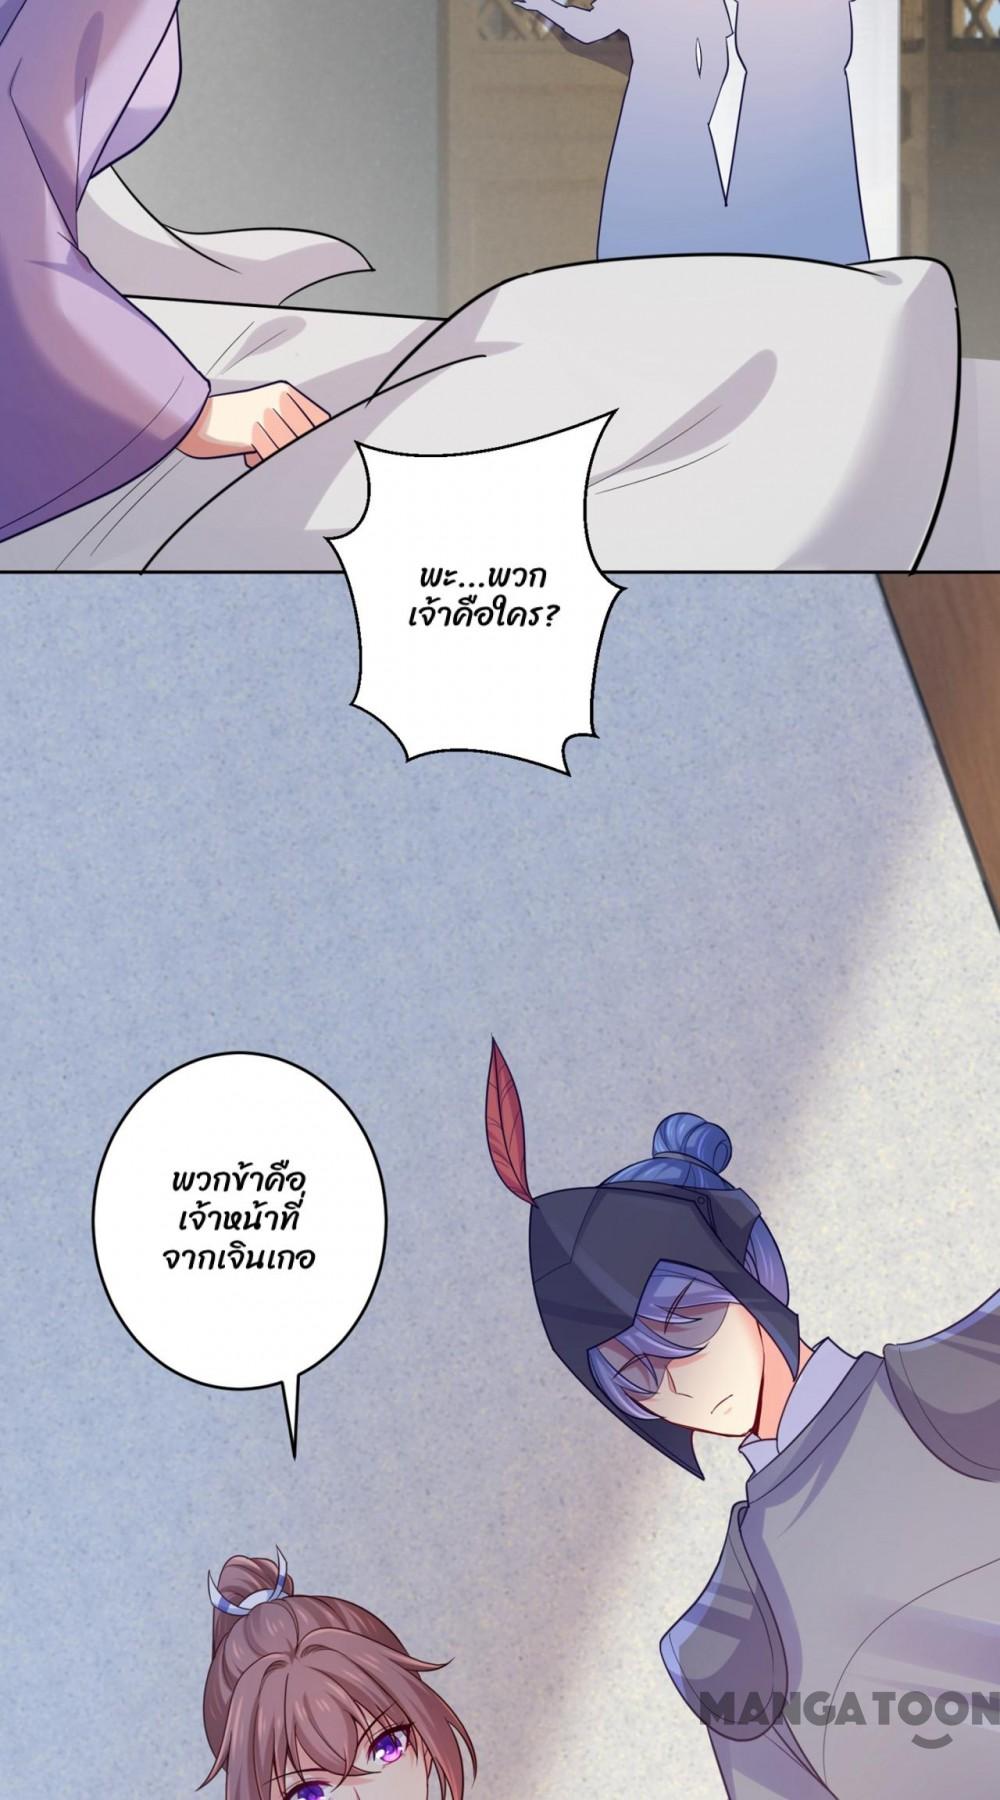 พะ...พวก
เจ้าคือใคร?
พวกข้าคือ
เจ้าหน้าที่
จากเจินเกอ
MANGATOON